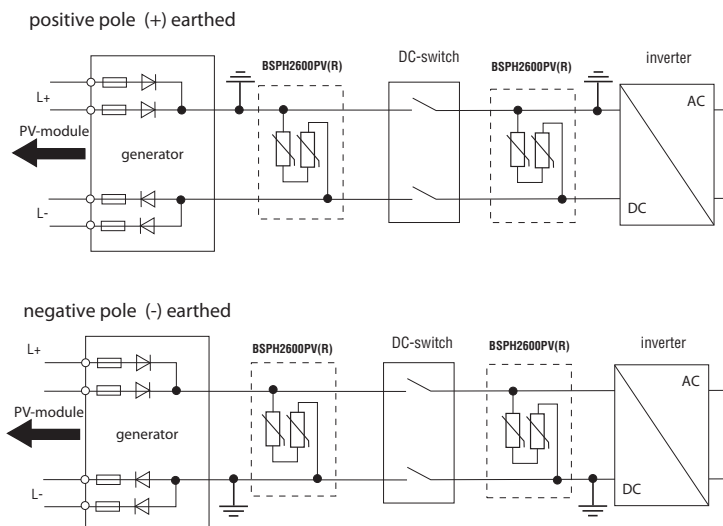 positive pole (+) earthed
BSPH2600PV(R)
DC-switch
BSPH2600PV(R)
inverter
L+
AC
PV-module
generator
L-
DC
negative pole (-) earthed
BSPH2600PV(R)
DC-switch
BSPH2600PV(R)
inverter
L+
AC
PV-module
generator
L-
DC